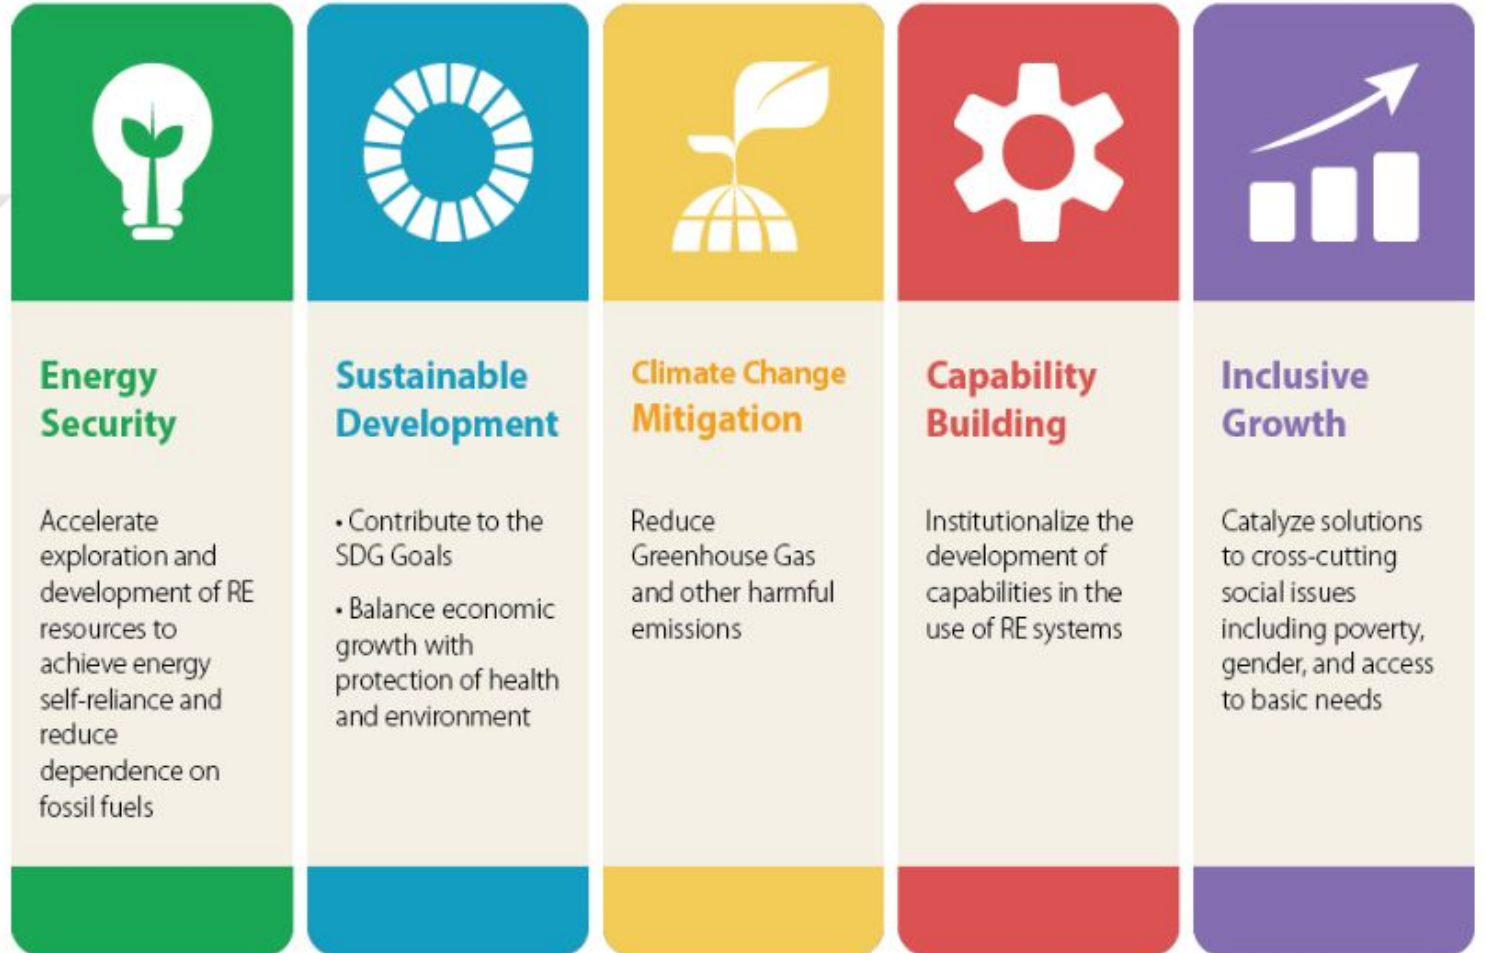 Energy
Security
Accelerate
exploration and
development of RE
resources to
achieve energy
self-reliance and
reduce
dependence on
fossil fuels
Sustainable
Development
• Contribute to the
SDG Goals
• Balance economic
growth with
protection of health
and environment
Climate Change
Mitigation
Reduce
Greenhouse Gas
and other harmful
emissions
Capability
Building
Institutionalize the
development of
capabilities in the
use of RE systems
Inclusive
Growth
Catalyze solutions
to cross-cutting
social issues
including poverty,
gender, and access
to basic needs